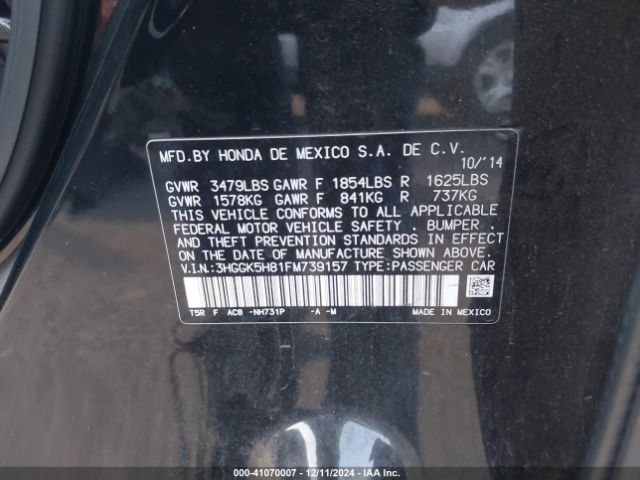 MFD.BY HONDA DE MEXICO S.A. DE C.V.
10/'14
GVWR 3479LBS GAWR F 1854LBS R 1625LBS
GVWR 1578KG GAWR F 841KG R 737KG
THIS VEHICLE CONFORMS TO ALL APPLICABLE
FEDERAL MOTOR VEHICLE SAFETY . BUMPER .
AND THEFT PREVENTION STANDARDS IN EFFECT
ON THE DATE OF MANUFACTURE SHOWN ABOVE.
V.I.N.:3HGGK5H81FM739157 TYPE:PASSENGER CAR
T5R F AC8 -NH731P -A -M MADE IN MEXICO
000-41070007 - 12/11/2024 - IAA Inc.